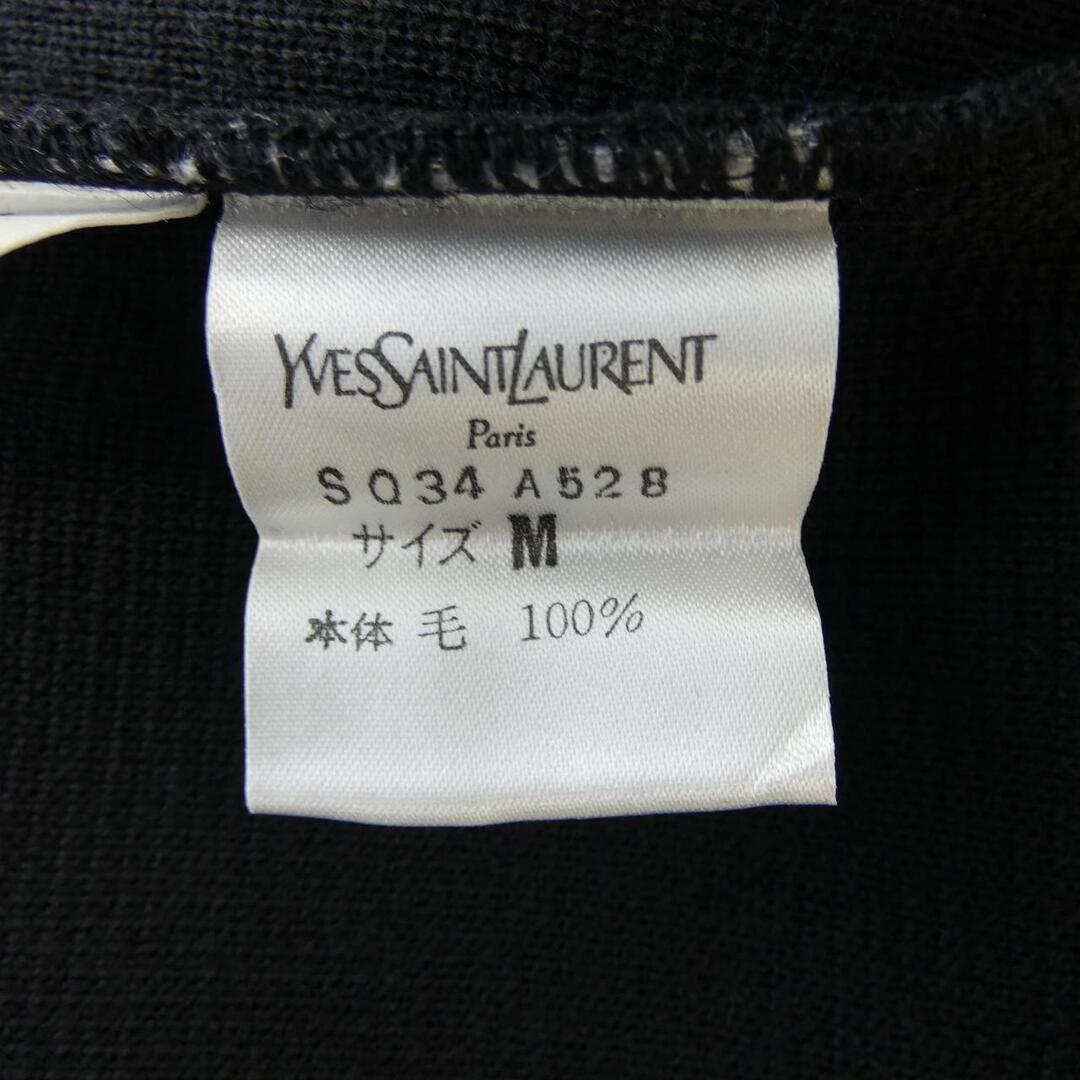 YVESSAINTLAURENT
Paris
SQ34 A528
サイズ M
本体 毛 100%